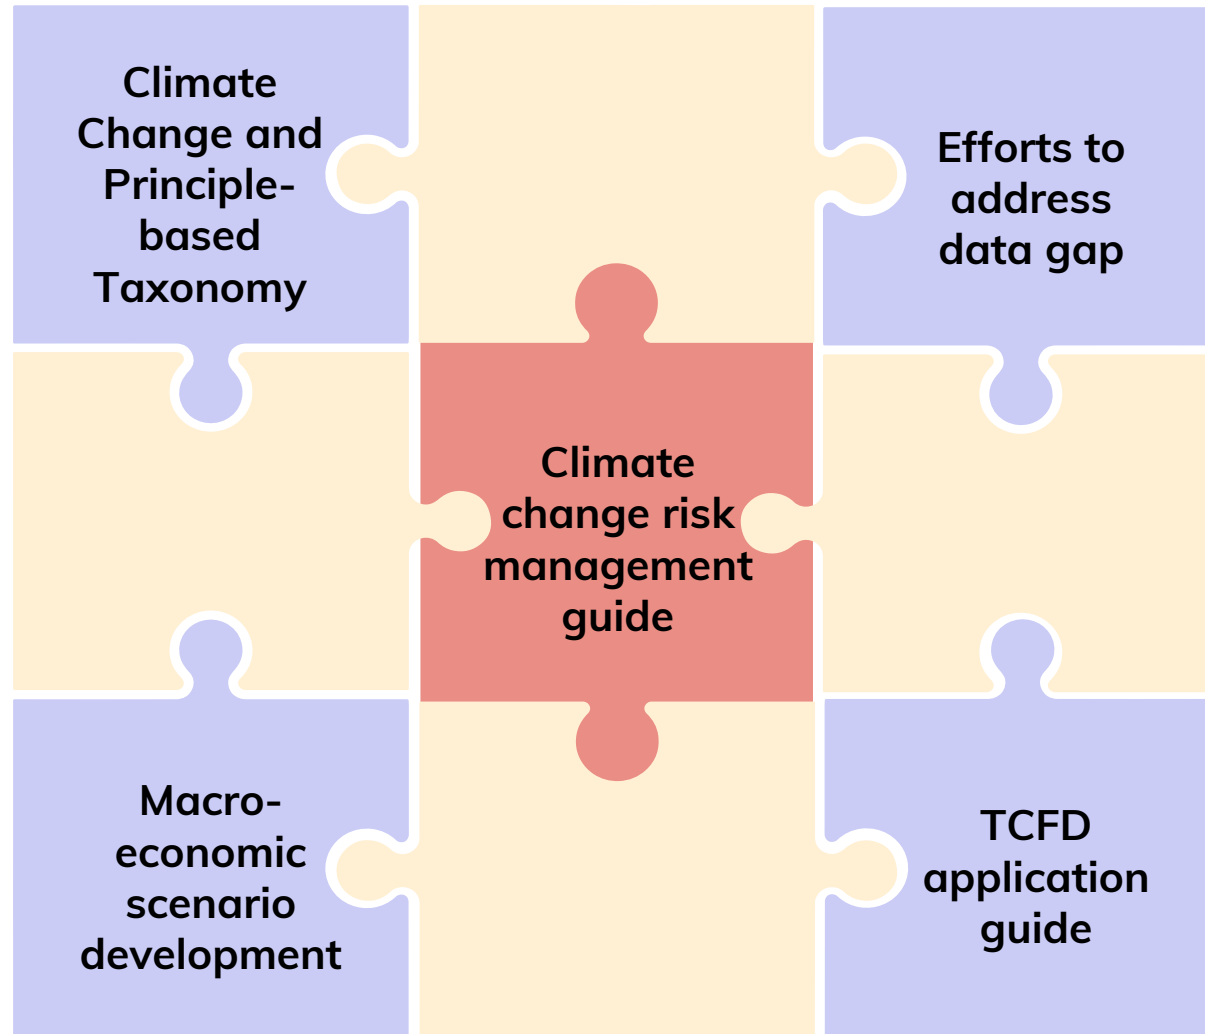 Climate
Change and
Principle-
based
Taxonomy
Efforts to
address
data gap
Climate
change risk
management
guide
Macro-
economic
scenario
development
TCFD
application
guide